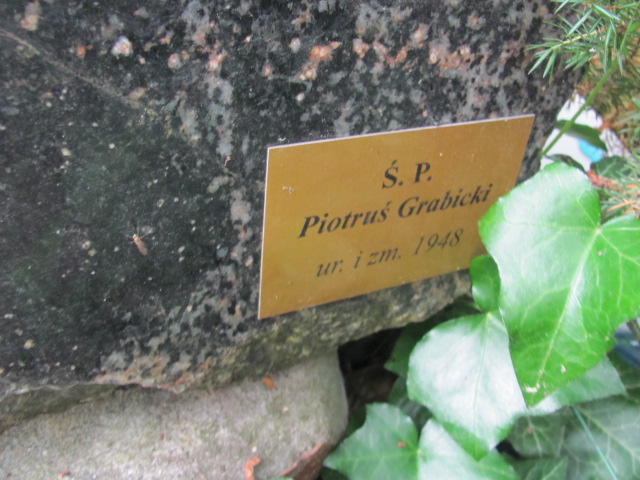 Ś. P.
Piotruś Grabicki
ur. i zm. 1948